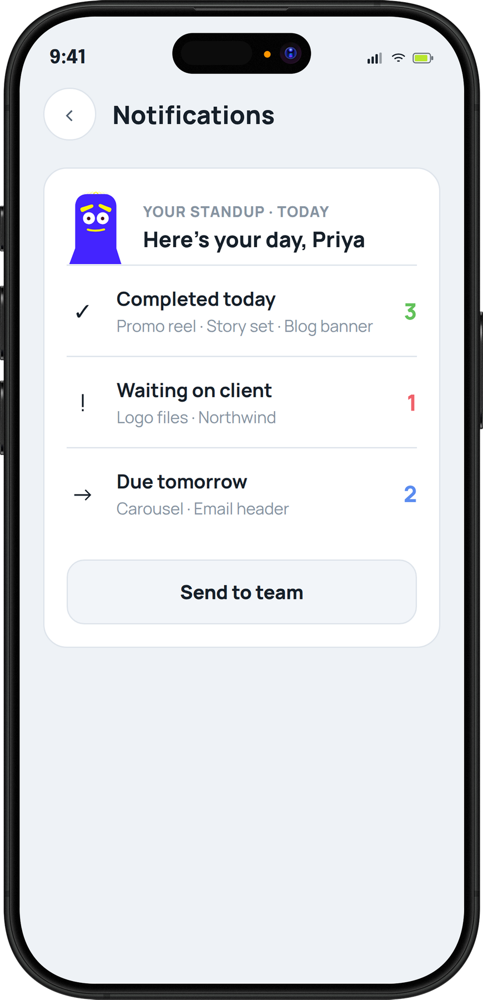 9:41
Notifications
YOUR STANDUP · TODAY
Here's your day, Priya
✓ Completed today 3
Promo reel · Story set · Blog banner
! Waiting on client 1
Logo files · Northwind
→ Due tomorrow 2
Carousel · Email header
Send to team